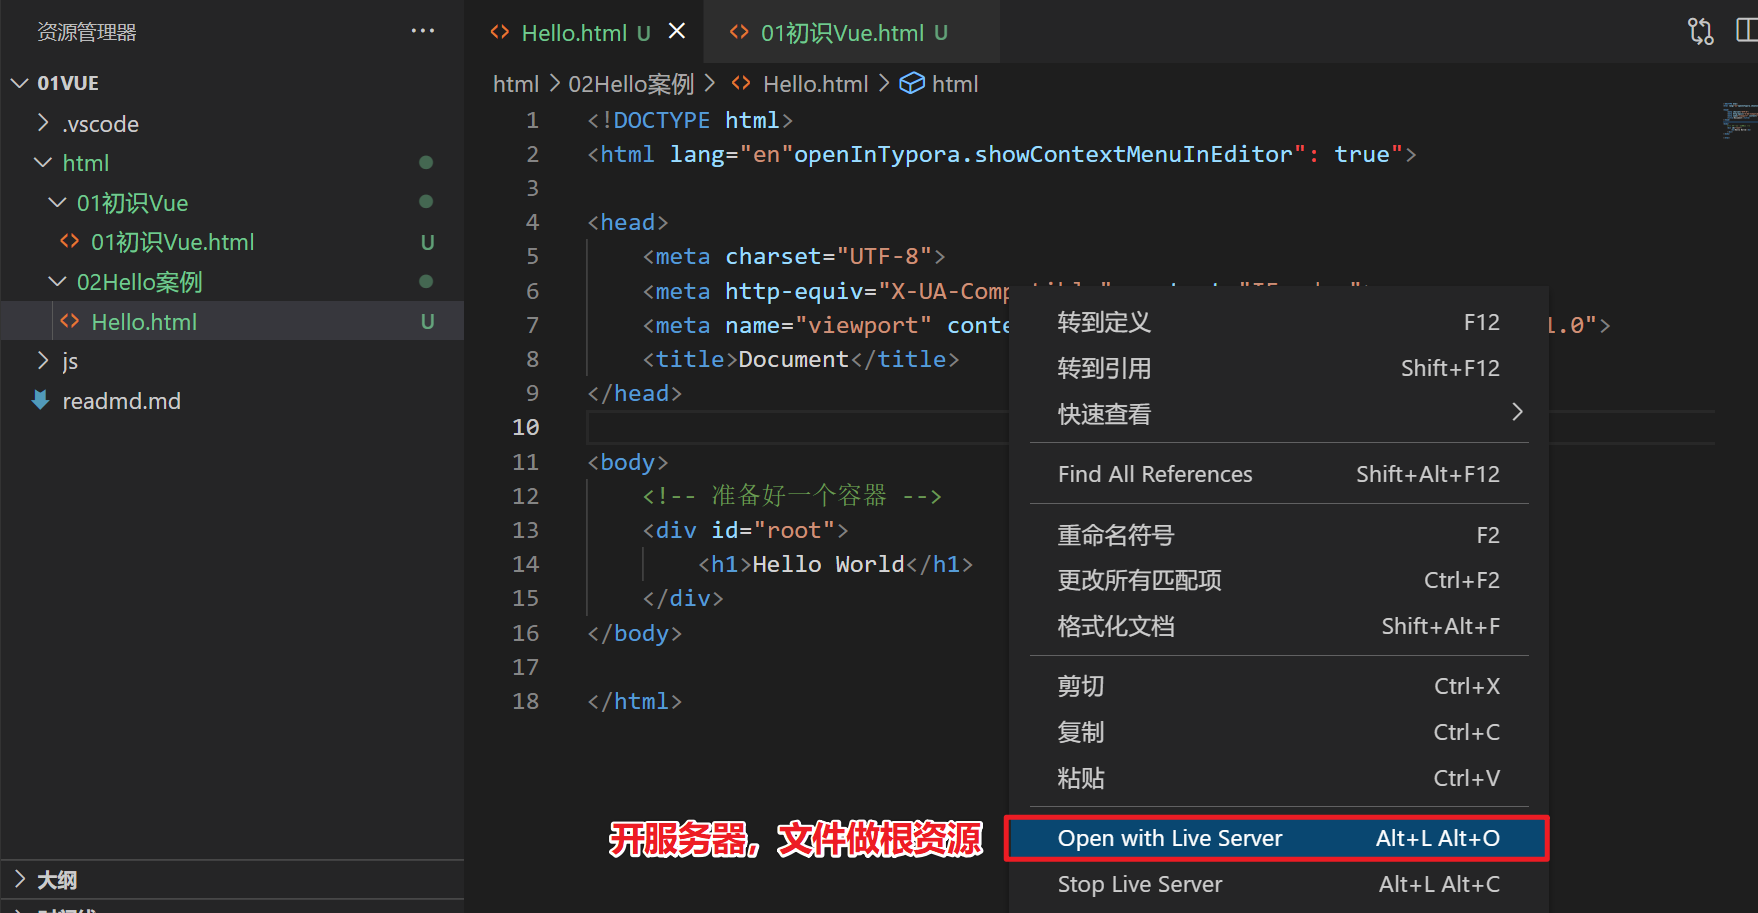 资源管理器 ···
01VUE
.vscode
html
01初识Vue
01初识Vue.html U
02Hello案例
Hello.html U
js
readmd.md
大纲
Hello.html U
01初识Vue.html U
html > 02Hello案例 > Hello.html > html
1 <!DOCTYPE html>
2 <html lang="en"openInTypora.showContextMenuInEditor": true">
3
4 <head>
5 <meta charset="UTF-8">
6 <meta http-equiv="X-UA-Comp
7 <meta name="viewport" conte 1.0">
8 <title>Document</title>
9 </head>
10
11 <body>
12 <!-- 准备好一个容器 -->
13 <div id="root">
14 <h1>Hello World</h1>
15 </div>
16 </body>
17
18 </html>
转到定义 F12
转到引用 Shift+F12
快速查看
Find All References Shift+Alt+F12
重命名符号 F2
更改所有匹配项 Ctrl+F2
格式化文档 Shift+Alt+F
剪切 Ctrl+X
复制 Ctrl+C
粘贴 Ctrl+V
开服务器，文件做根资源
Open with Live Server Alt+L Alt+O
Stop Live Server Alt+L Alt+C